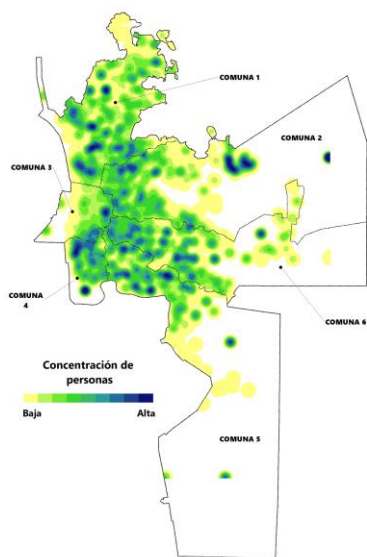 COMUNA 1
COMUNA 2
COMUNA 3
COMUNA
4
COMUNA 6
Concentración de
personas
Baja Alta
COMUNA 5